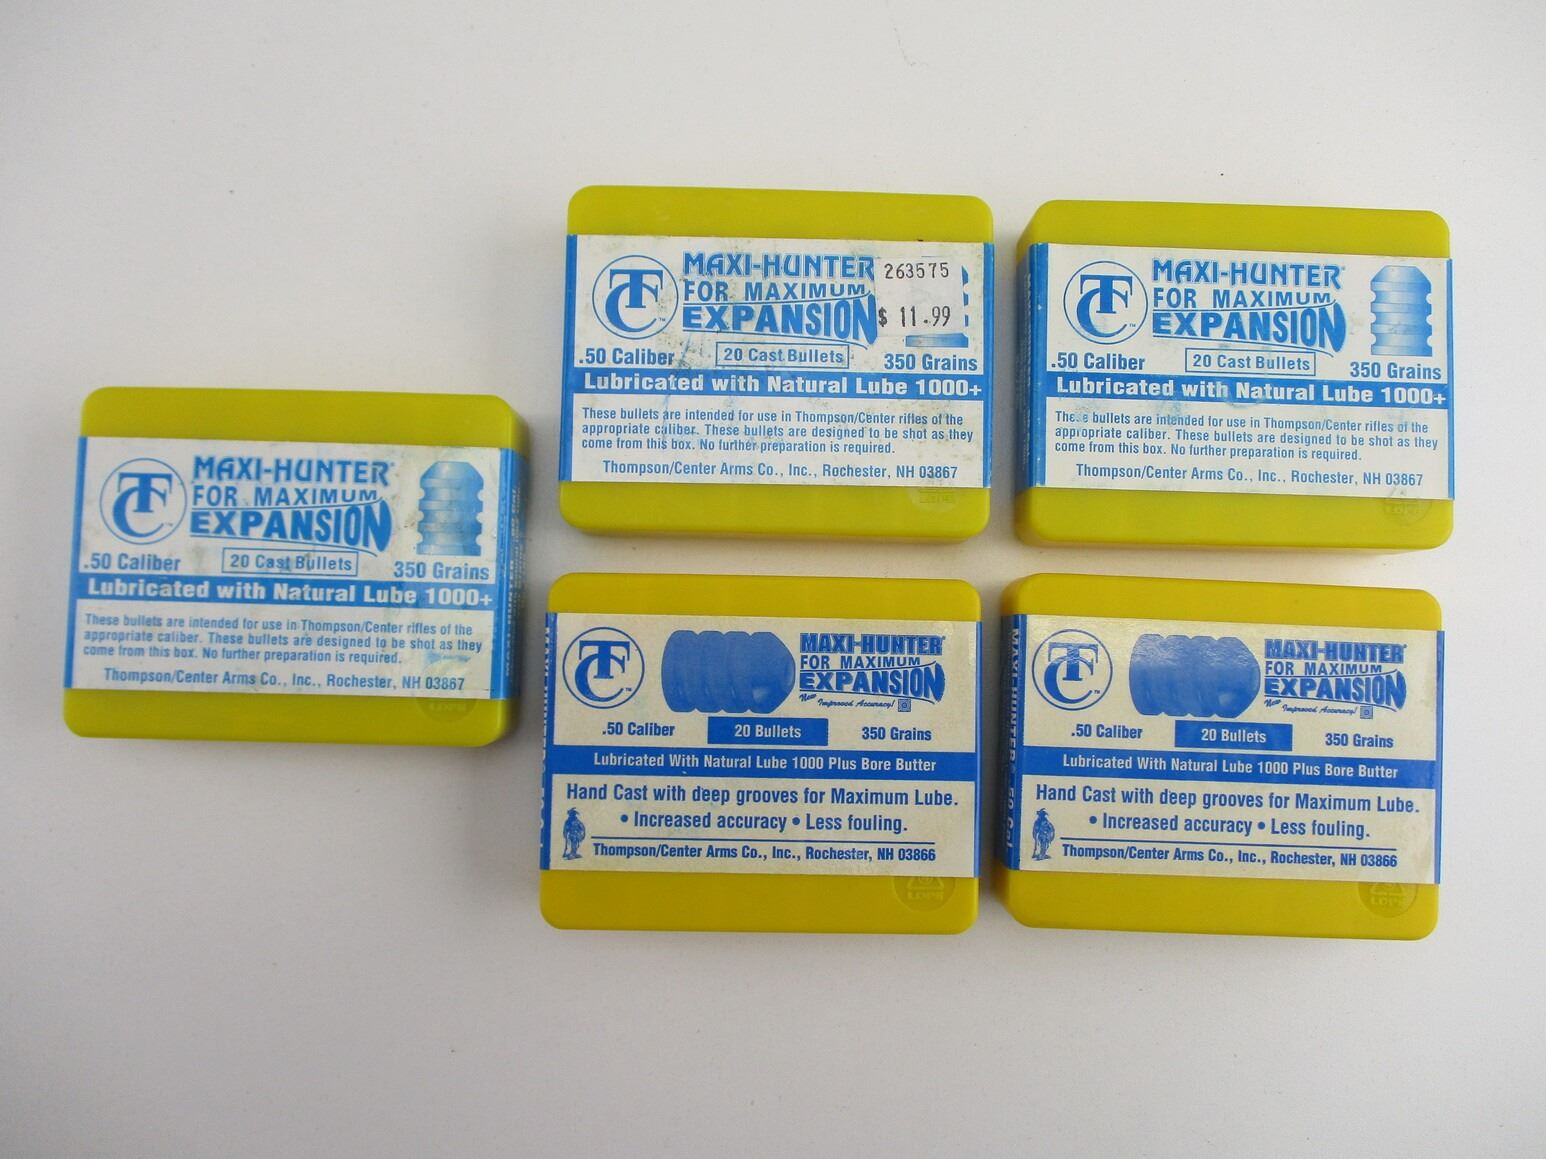 TC
MAXI-HUNTER
FOR MAXIMUM
EXPANSION
.50 Caliber
20 Cast Bullets
350 Grains
Lubricated with Natural Lube 1000+
These bullets are intended for use in Thompson/Center rifles of the
appropriate caliber. These bullets are designed to be shot as they
come from this box. No further preparation is required.
Thompson/Center Arms Co., Inc., Rochester, NH 03867
TC
MAXI-HUNTER
FOR MAXIMUM
EXPANSION
263575
$ 11.99
.50 Caliber
20 Cast Bullets
350 Grains
Lubricated with Natural Lube 1000+
These bullets are intended for use in Thompson/Center rifles of the
appropriate caliber. These bullets are designed to be shot as they
come from this box. No further preparation is required.
Thompson/Center Arms Co., Inc., Rochester, NH 03867
TC
MAXI-HUNTER
FOR MAXIMUM
EXPANSION
.50 Caliber
20 Cast Bullets
350 Grains
Lubricated with Natural Lube 1000+
These bullets are intended for use in Thompson/Center rifles of the
appropriate caliber. These bullets are designed to be shot as they
come from this box. No further preparation is required.
Thompson/Center Arms Co., Inc., Rochester, NH 03867
TC
MAXI-HUNTER
FOR MAXIMUM
EXPANSION
New Improved Accuracy!
.50 Caliber
20 Bullets
350 Grains
Lubricated With Natural Lube 1000 Plus Bore Butter
Hand Cast with deep grooves for Maximum Lube.
• Increased accuracy • Less fouling.
Thompson/Center Arms Co., Inc., Rochester, NH 03866
LDPE
TC
MAXI-HUNTER
FOR MAXIMUM
EXPANSION
New Improved Accuracy!
.50 Caliber
20 Bullets
350 Grains
Lubricated With Natural Lube 1000 Plus Bore Butter
Hand Cast with deep grooves for Maximum Lube.
• Increased accuracy • Less fouling.
Thompson/Center Arms Co., Inc., Rochester, NH 03866
LDPE
MAXI-HUNTER .50 Cal